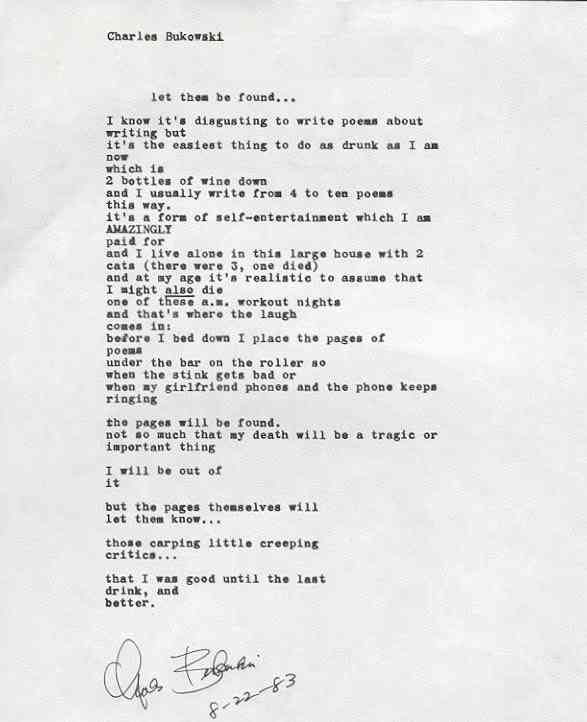 Charles Bukowski
let them be found...
I know it's disgusting to write poems about
writing but
it's the easiest thing to do as drunk as I am
now
which is
2 bottles of wine down
and I usually write from 4 to ten poems
this way.
it's a form of self-entertainment which I am
AMAZINGLY
paid for
and I live alone in this large house with 2
cats (there were 3, one died)
and at my age it's realistic to assume that
I might also die
one of these a.m. workout nights
and that's where the laugh
comes in:
before I bed down I place the pages of
poems
under the bar on the roller so
when the stink gets bad or
when my girlfriend phones and the phone keeps
ringing
the pages will be found.
not so much that my death will be a tragic or
important thing
I will be out of
it
but the pages themselves will
let them know...
those carping little creeping
critics...
that I was good until the last
drink, and
better.
Charles Bukowski
8-22-83